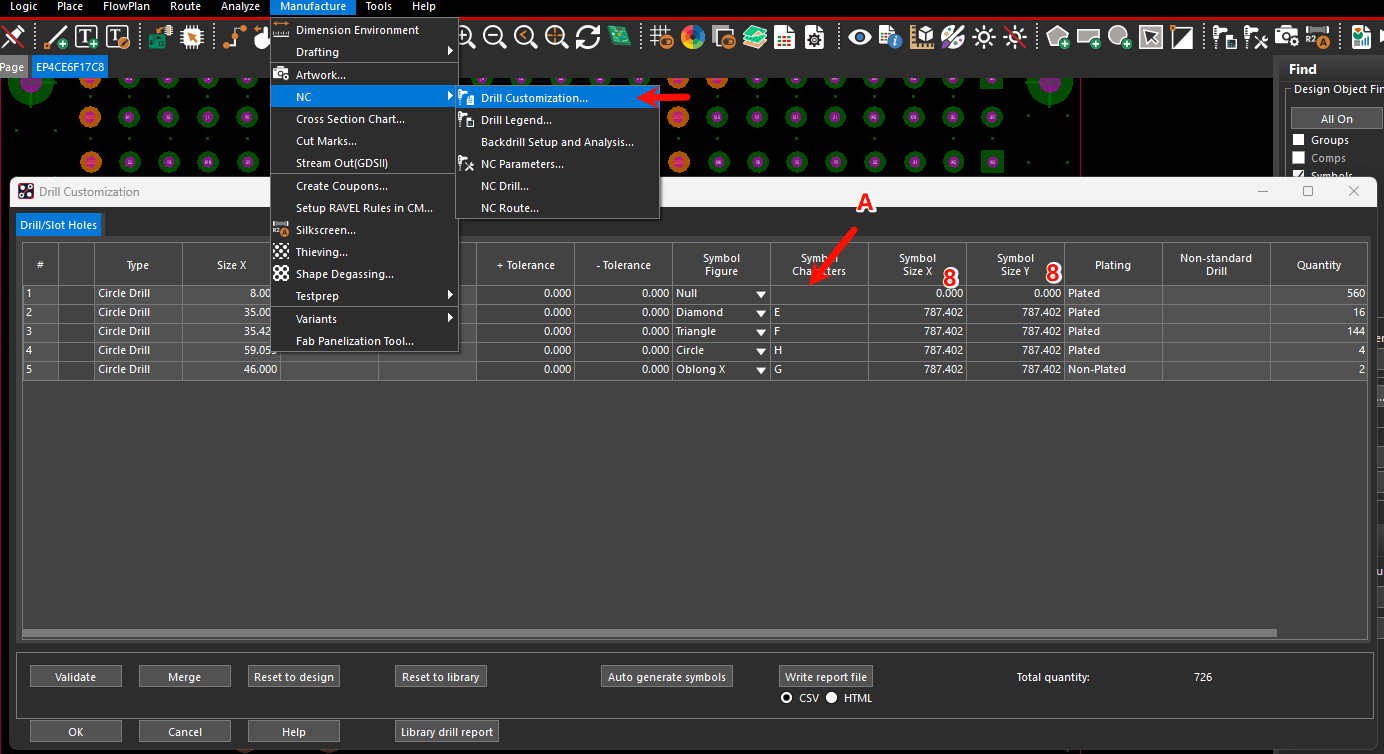 Logic Place FlowPlan Route Analyze Manufacture Tools Help
Page EP4CE6F17C8
Dimension Environment
Drafting
Artwork...
NC
Cross Section Chart...
Cut Marks...
Stream Out(GDSII)
Create Coupons...
Setup RAVEL Rules in CM...
Silkscreen...
Thieving...
Shape Degassing...
Testprep
Variants
Fab Panelization Tool...
Drill Customization...
Drill Legend...
Backdrill Setup and Analysis...
NC Parameters...
NC Drill...
NC Route...
Find
Design Object Fin
All On
Groups
Comps
Symbols
Drill Customization
A
Drill/Slot Holes
# Type Size X + Tolerance - Tolerance Symbol Figure Symbol Characters Symbol Size X 8 Symbol Size Y 8 Plating Non-standard Drill Quantity
1 Circle Drill 8.00 0.000 0.000 Null 0.000 0.000 Plated 560
2 Circle Drill 35.00 0.000 0.000 Diamond E 787.402 787.402 Plated 16
3 Circle Drill 35.42 0.000 0.000 Triangle F 787.402 787.402 Plated 144
4 Circle Drill 59.055 0.000 0.000 Circle H 787.402 787.402 Plated 4
5 Circle Drill 46.000 0.000 0.000 Oblong X G 787.402 787.402 Non-Plated 2
Validate Merge Reset to design Reset to library Auto generate symbols Write report file Total quantity: 726
CSV HTML
OK Cancel Help Library drill report